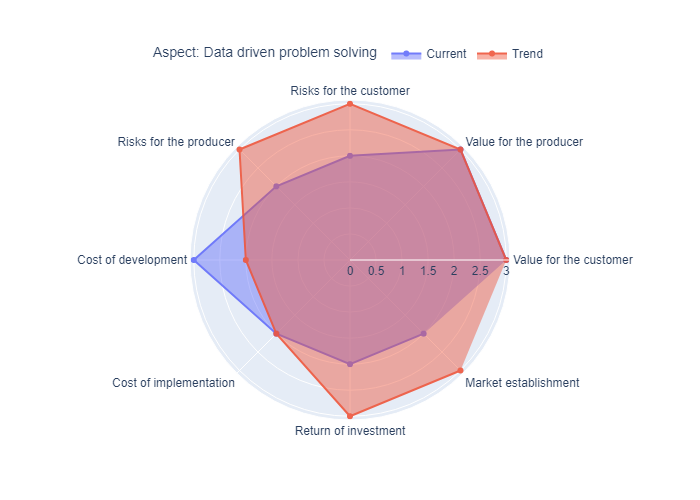 Aspect: Data driven problem solving
Current
Trend
Risks for the customer
Risks for the producer
Value for the producer
Cost of development
Value for the customer
0 0.5 1 1.5 2 2.5 3
Cost of implementation
Market establishment
Return of investment